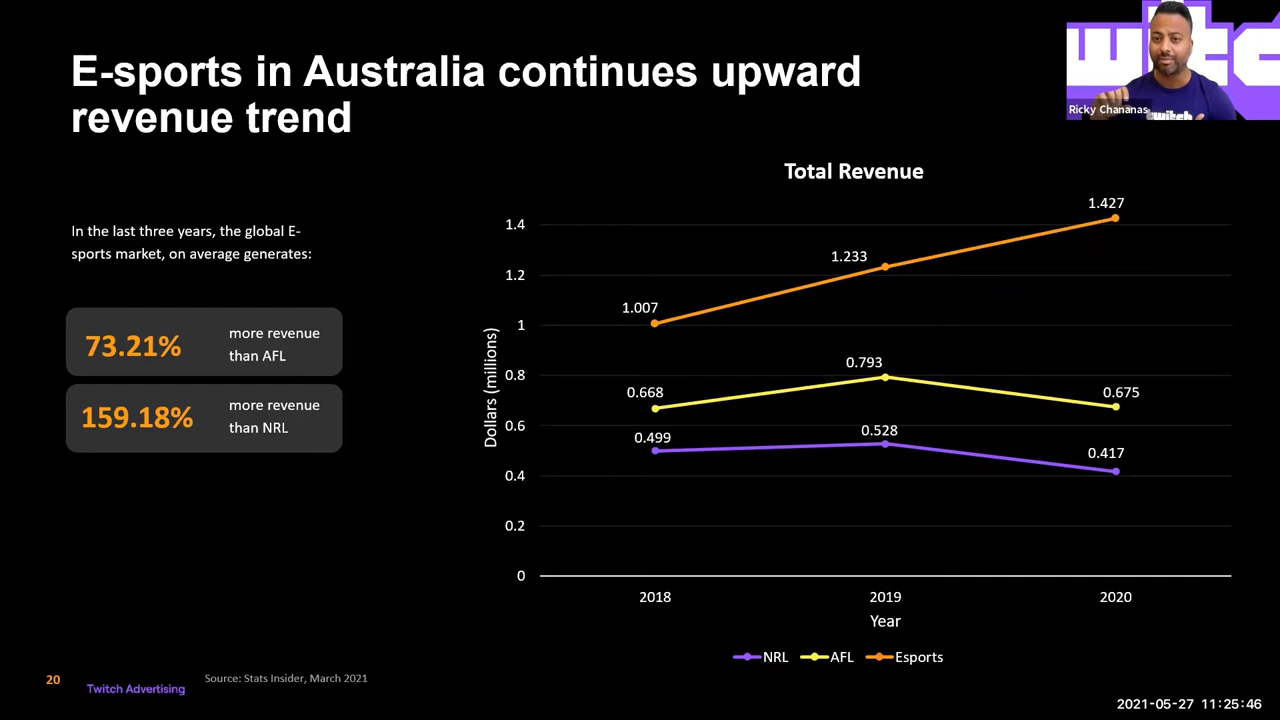 E-sports in Australia continues upward
revenue trend
Ricky Chananas
twitch
In the last three years, the global E-
sports market, on average generates:
73.21%
more revenue
than AFL
159.18%
more revenue
than NRL
Total Revenue
Dollars (millions)
1.4
1.2
1
0.8
0.6
0.4
0.2
0
1.007
1.233
1.427
0.668
0.793
0.675
0.499
0.528
0.417
2018
2019
2020
Year
NRL
AFL
Esports
20
Twitch Advertising
Source: Stats Insider, March 2021
2021-05-27 11:25:46